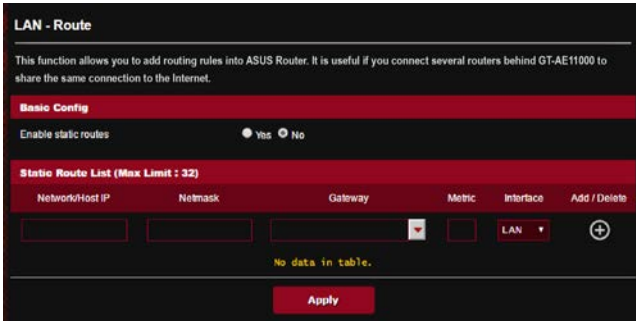 LAN - Route
This function allows you to add routing rules into ASUS Router. It is useful if you connect several routers behind GT-AE11000 to
share the same connection to the Internet.
Basic Config
Enable static routes Yes No
Static Route List (Max Limit : 32)
Network/Host IP Netmask Gateway Metric Interface Add / Delete
LAN
No data in table.
Apply